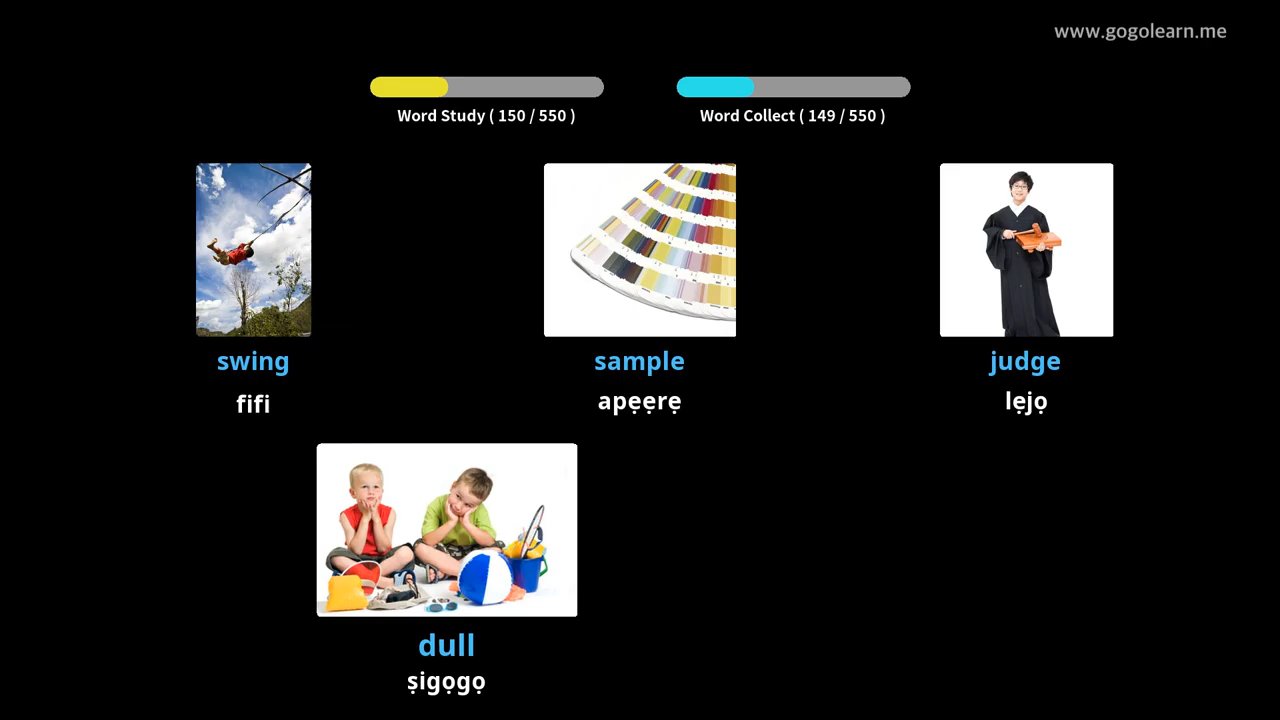 www.gogolearn.me
Word Study ( 150 / 550 )
Word Collect ( 149 / 550 )
swing
sample
judge
fifi
apẹẹrẹ
lẹjọ
dull
ṣigọgọ